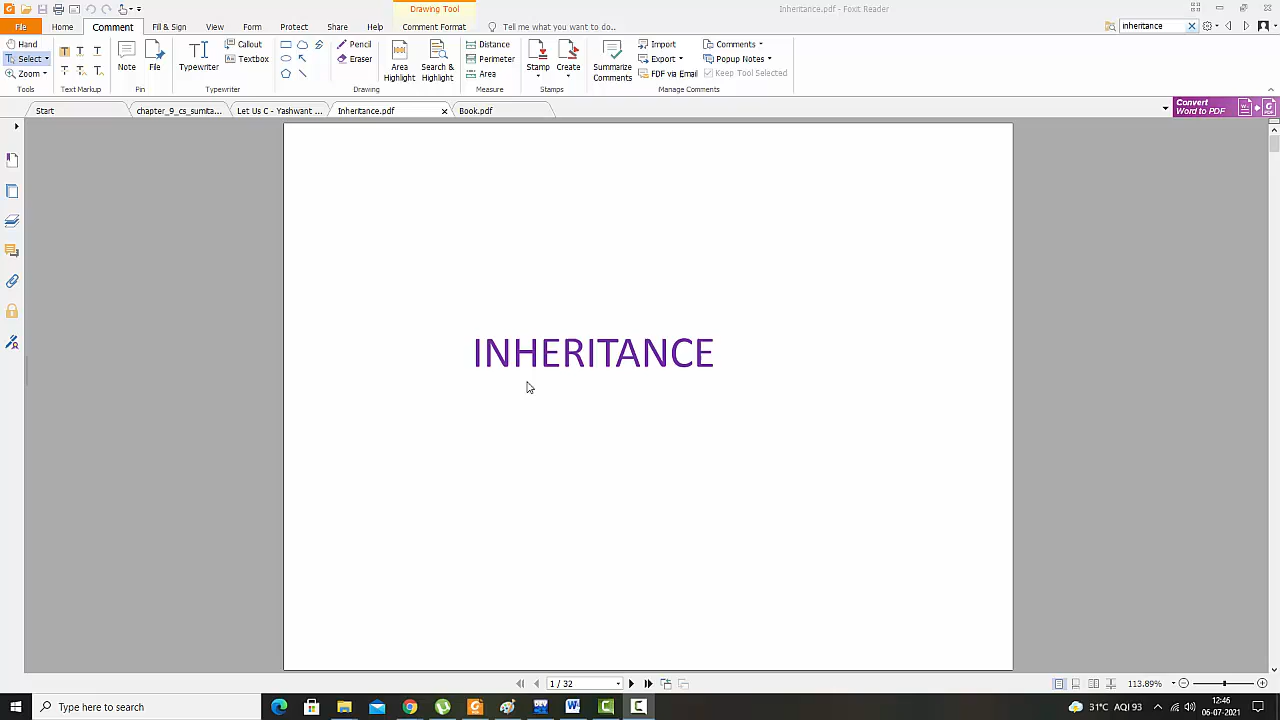 Drawing Tool
Inheritance.pdf - Foxit Reader
File Home Comment Fill & Sign View Form Protect Share Help Comment Format Tell me what you want to do..
inheritance
Hand
Select
Zoom
Tools
Text Markup
Note
File
Pin
Typewriter
Callout
Textbox
Typewriter
Pencil
Eraser
Drawing
Area Highlight
Search & Highlight
Distance
Perimeter
Area
Measure
Stamp
Create
Stamps
Summarize Comments
Import
Export
FDF via Email
Comments
Popup Notes
Keep Tool Selected
Manage Comments
Start
chapter_9_cs_sumita...
Let Us C - Yashwant ...
Inheritance.pdf
Book.pdf
Convert
Word to PDF
INHERITANCE
1 / 32
113.89%
Type here to search
31°C AQI 93
12:46
06-07-2021